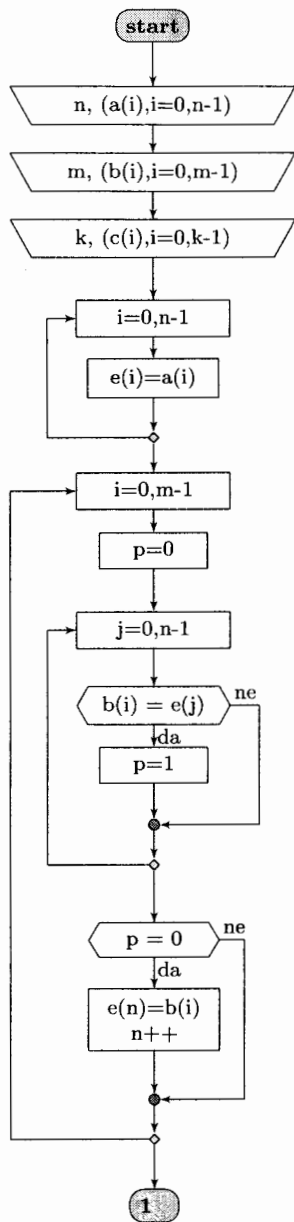 start
n, (a(i),i=0,n-1)
m, (b(i),i=0,m-1)
k, (c(i),i=0,k-1)
i=0,n-1
e(i)=a(i)
i=0,m-1
p=0
j=0,n-1
b(i) = e(j)
ne
da
p=1
p = 0
ne
da
e(n)=b(i)
n++
1